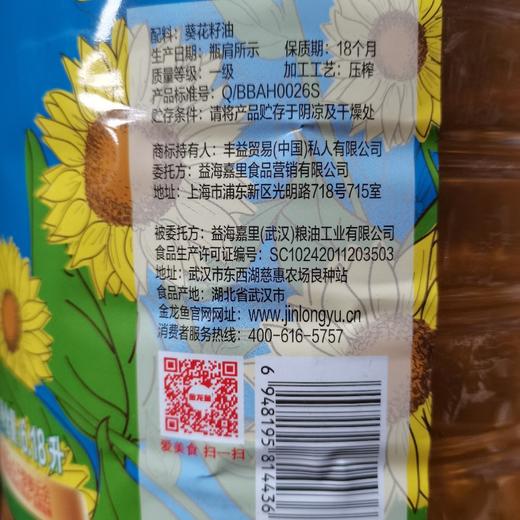 配料：葵花籽油
生产日期：瓶肩所示 保质期：18个月
质量等级：一级 加工工艺：压榨
产品标准号：Q/BBAH0026S
贮存条件：请将产品贮存于阴凉及干燥处
商标持有人：丰益贸易(中国)私人有限公司
委托方：益海嘉里食品营销有限公司
地址：上海市浦东新区光明路718号715室
被委托方：益海嘉里(武汉)粮油工业有限公司
食品生产许可证编号：SC10242011203503
地址：武汉市东西湖慈惠农场良种站
食品产地：湖北省武汉市
金龙鱼官网网址：www.jinlongyu.cn
消费者服务热线：400-616-5757
金龙鱼
爱美食 扫一扫
6948195814436
6.18升